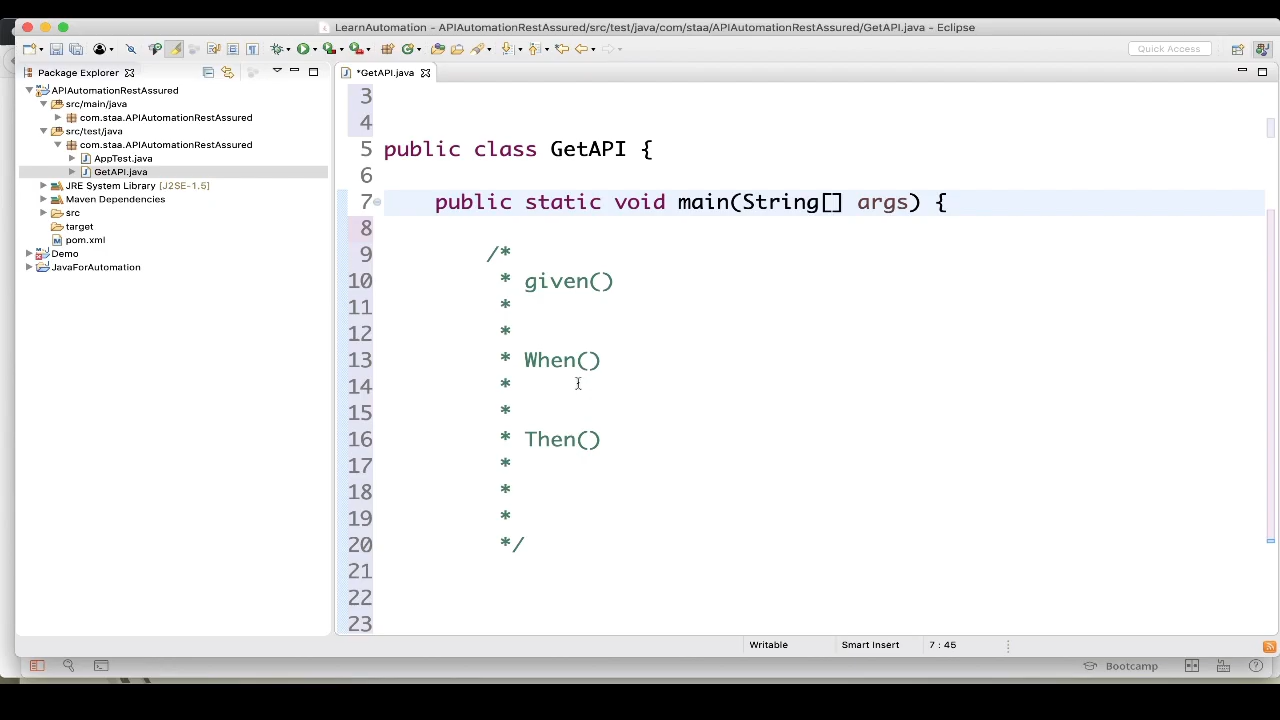 LearnAutomation - APIAutomationRestAssured/src/test/java/com/staa/APIAutomationRestAssured/GetAPI.java - Eclipse
Quick Access
Package Explorer
*GetAPI.java
APIAutomationRestAssured
src/main/java
com.staa.APIAutomationRestAssured
src/test/java
com.staa.APIAutomationRestAssured
AppTest.java
GetAPI.java
JRE System Library [J2SE-1.5]
Maven Dependencies
src
target
pom.xml
Demo
JavaForAutomation
3
4
5 public class GetAPI {
6
7 public static void main(String[] args) {
8
9 /*
10 * given()
11 *
12 *
13 * When()
14 *
15 *
16 * Then()
17 *
18 *
19 *
20 */
21
22
23
Writable
Smart Insert
7 : 45
Bootcamp